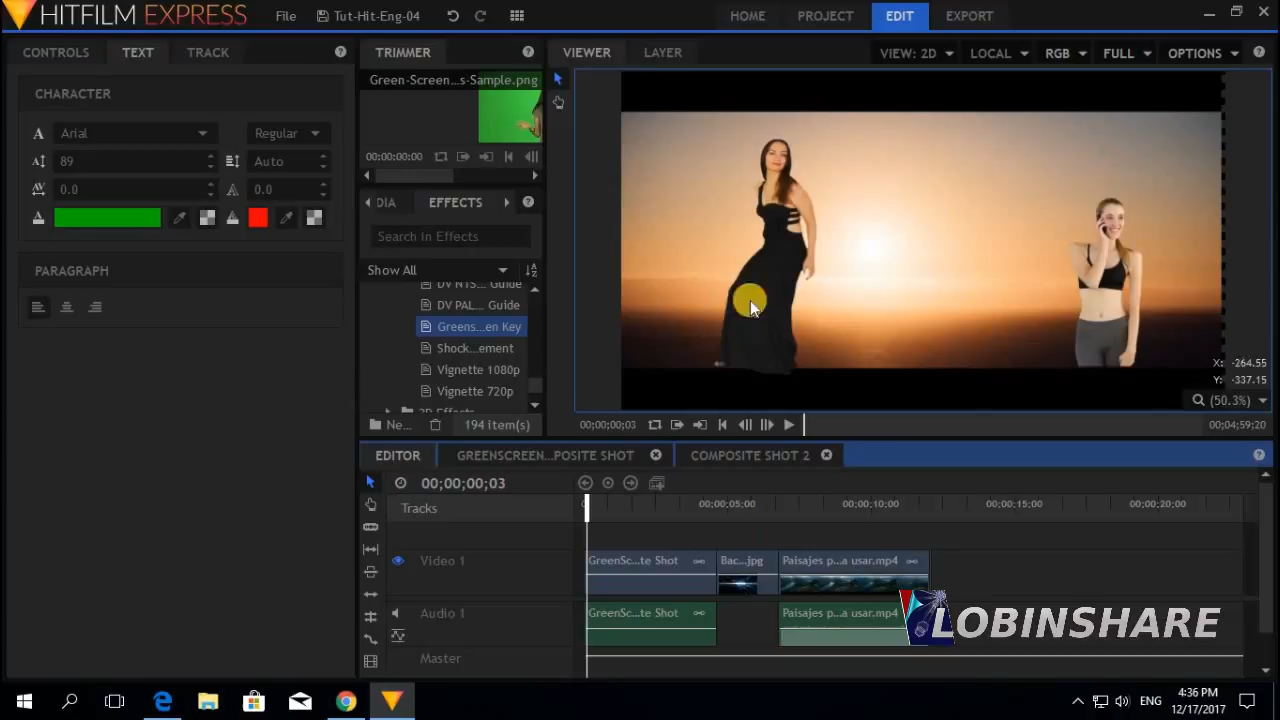 HITFILM EXPRESS File Tut-Hit-Eng-04 HOME PROJECT EDIT EXPORT
CONTROLS TEXT TRACK
CHARACTER
A Arial Regular
89 Auto
0.0 0.0
PARAGRAPH
TRIMMER
Green-Screen...s-Sample.png
00:00:00:00
DIA EFFECTS
Search in Effects
Show All
DV NTS... Guide
DV PAL... Guide
Greens...en Key
Shock...ement
Vignette 1080p
Vignette 720p
2D Effects
Ne... 194 item(s)
VIEWER LAYER VIEW: 2D LOCAL RGB FULL OPTIONS
X: -264.55
Y: -337.15
(50.3%)
00;00;00;03 00;04;59;20
EDITOR GREENSCREEN...POSITE SHOT COMPOSITE SHOT 2
00;00;00;03
Tracks 00;00;05;00 00;00;10;00 00;00;15;00 00;00;20;00
Video 1 GreenSc...te Shot Bac...jpg Paisajes p...a usar.mp4
Audio 1 GreenSc...te Shot Paisajes p...a usar.mp4
LOBINSHARE
Master
ENG 4:36 PM
12/17/2017